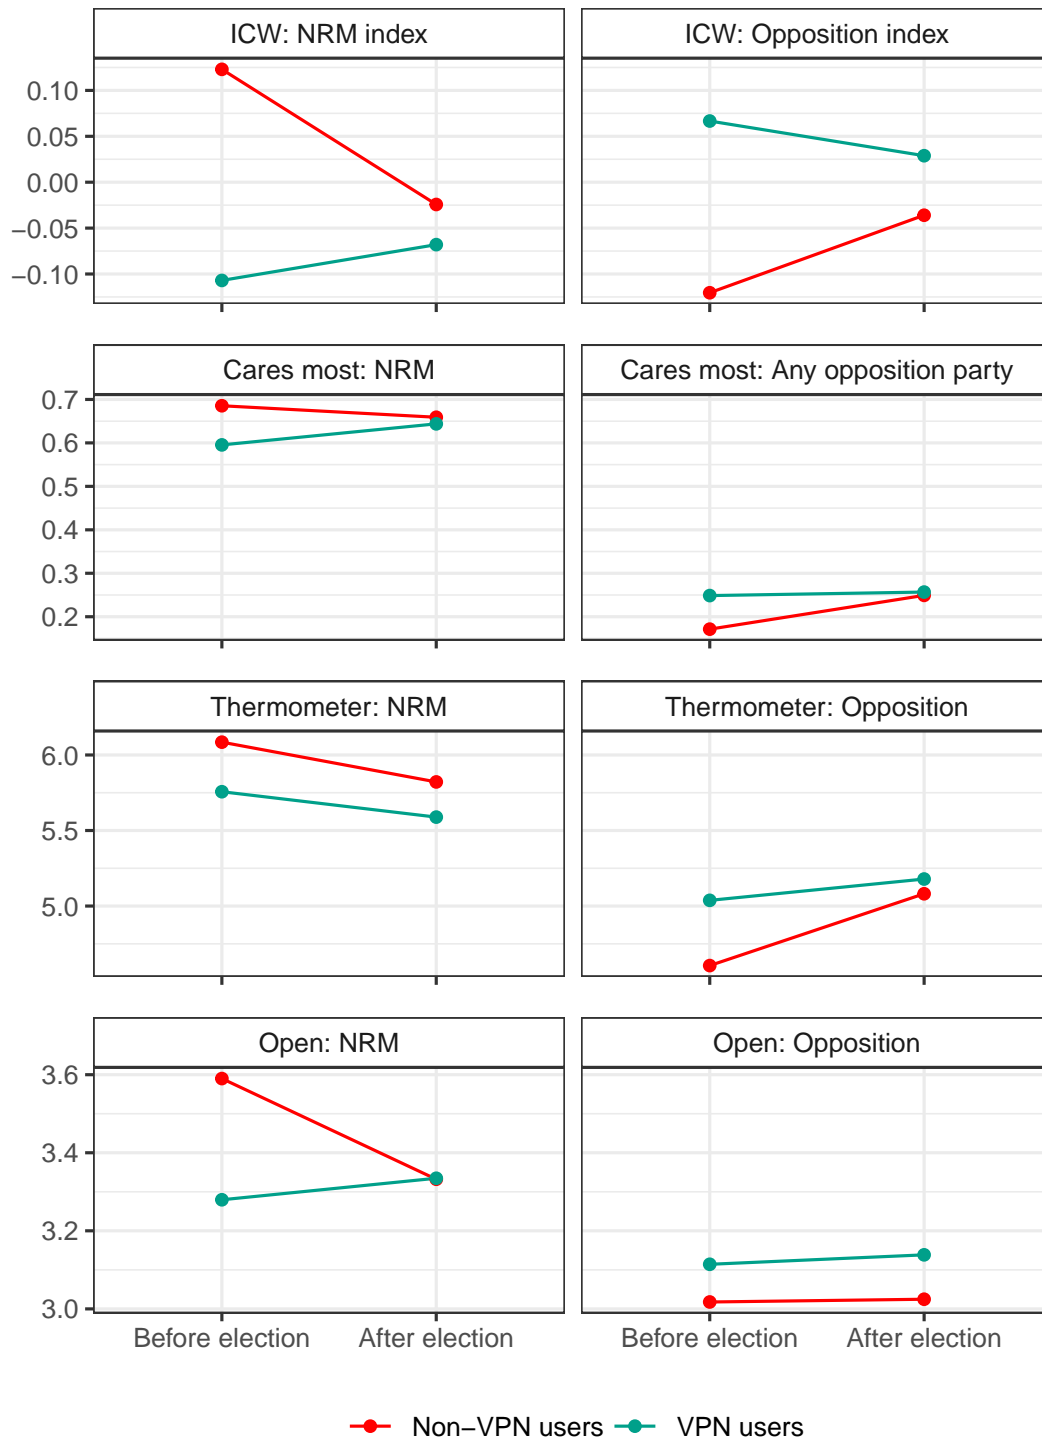 ICW: NRM index
ICW: Opposition index
0.10
0.05
0.00
−0.05
−0.10
Cares most: NRM
Cares most: Any opposition party
0.7
0.6
0.5
0.4
0.3
0.2
Thermometer: NRM
Thermometer: Opposition
6.0
5.5
5.0
Open: NRM
Open: Opposition
3.6
3.4
3.2
3.0
Before election
After election
Before election
After election
Non−VPN users
VPN users